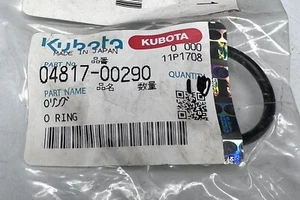 Kubota
MADE IN JAPAN
KUBOTA
0 000
11P1708
PART NO. 品番
04817-00290
QUANTITY
PART NAME 品名 数量
Oリング
10
O RING